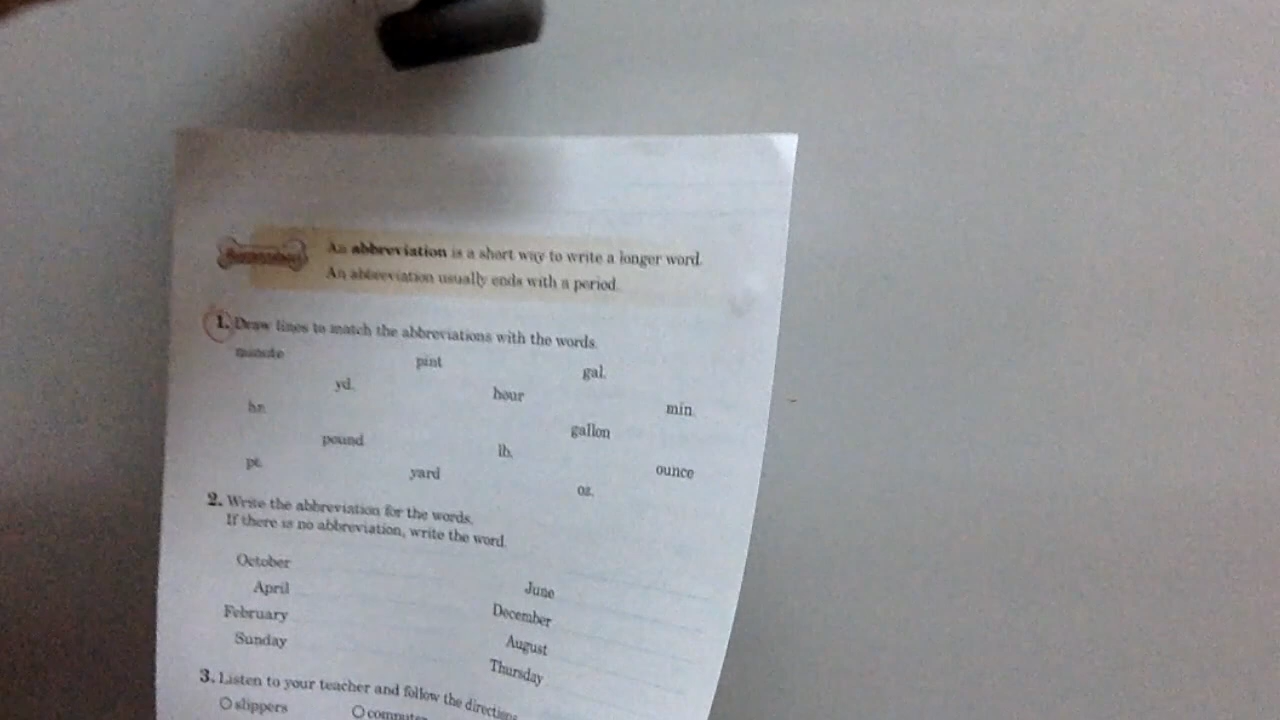 An abbreviation is a short way to write a longer word.
An abbreviation usually ends with a period.
1. Draw lines to match the abbreviations with the words.
minute pint gal.
yd. hour min.
hr. gallon
pound lb. ounce
pt. yard oz.
2. Write the abbreviation for the words.
If there is no abbreviation, write the word.
October
April June
February December
Sunday August
Thursday
3. Listen to your teacher and follow the directions
slippers computer